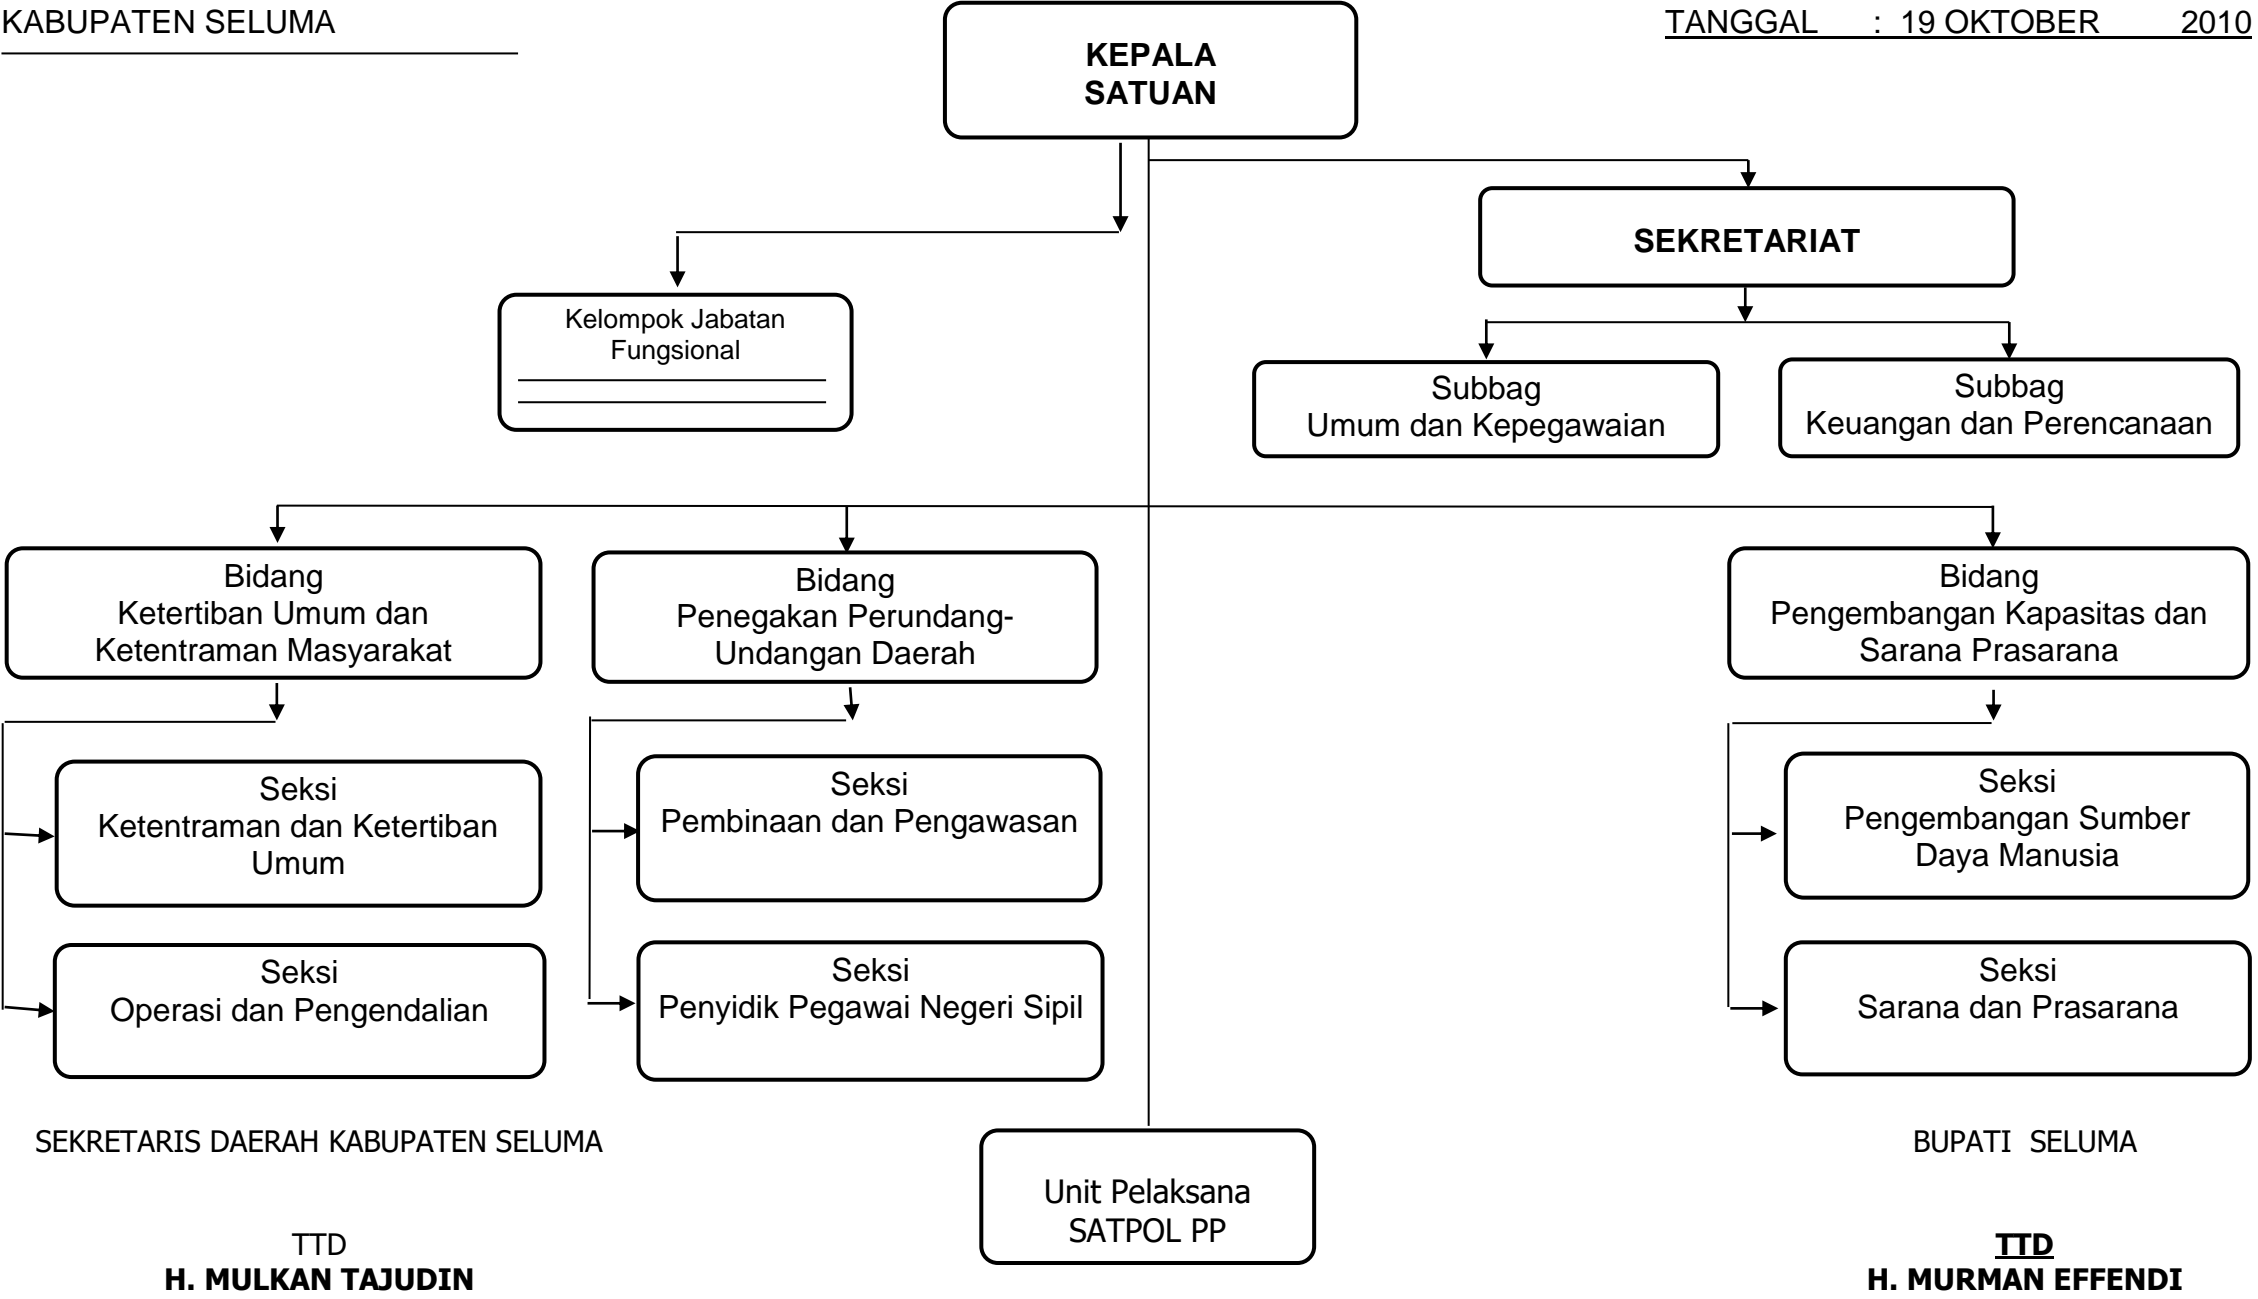 KABUPATEN SELUMA
TANGGAL : 19 OKTOBER 2010
KEPALA
SATUAN
SEKRETARIAT
Kelompok Jabatan
Fungsional
Subbag
Umum dan Kepegawaian
Subbag
Keuangan dan Perencanaan
Bidang
Ketertiban Umum dan
Ketentraman Masyarakat
Bidang
Penegakan Perundang-
Undangan Daerah
Bidang
Pengembangan Kapasitas dan
Sarana Prasarana
Seksi
Ketentraman dan Ketertiban
Umum
Seksi
Pembinaan dan Pengawasan
Seksi
Pengembangan Sumber
Daya Manusia
Seksi
Operasi dan Pengendalian
Seksi
Penyidik Pegawai Negeri Sipil
Seksi
Sarana dan Prasarana
SEKRETARIS DAERAH KABUPATEN SELUMA
BUPATI SELUMA
Unit Pelaksana
SATPOL PP
TTD
H. MULKAN TAJUDIN
TTD
H. MURMAN EFFENDI